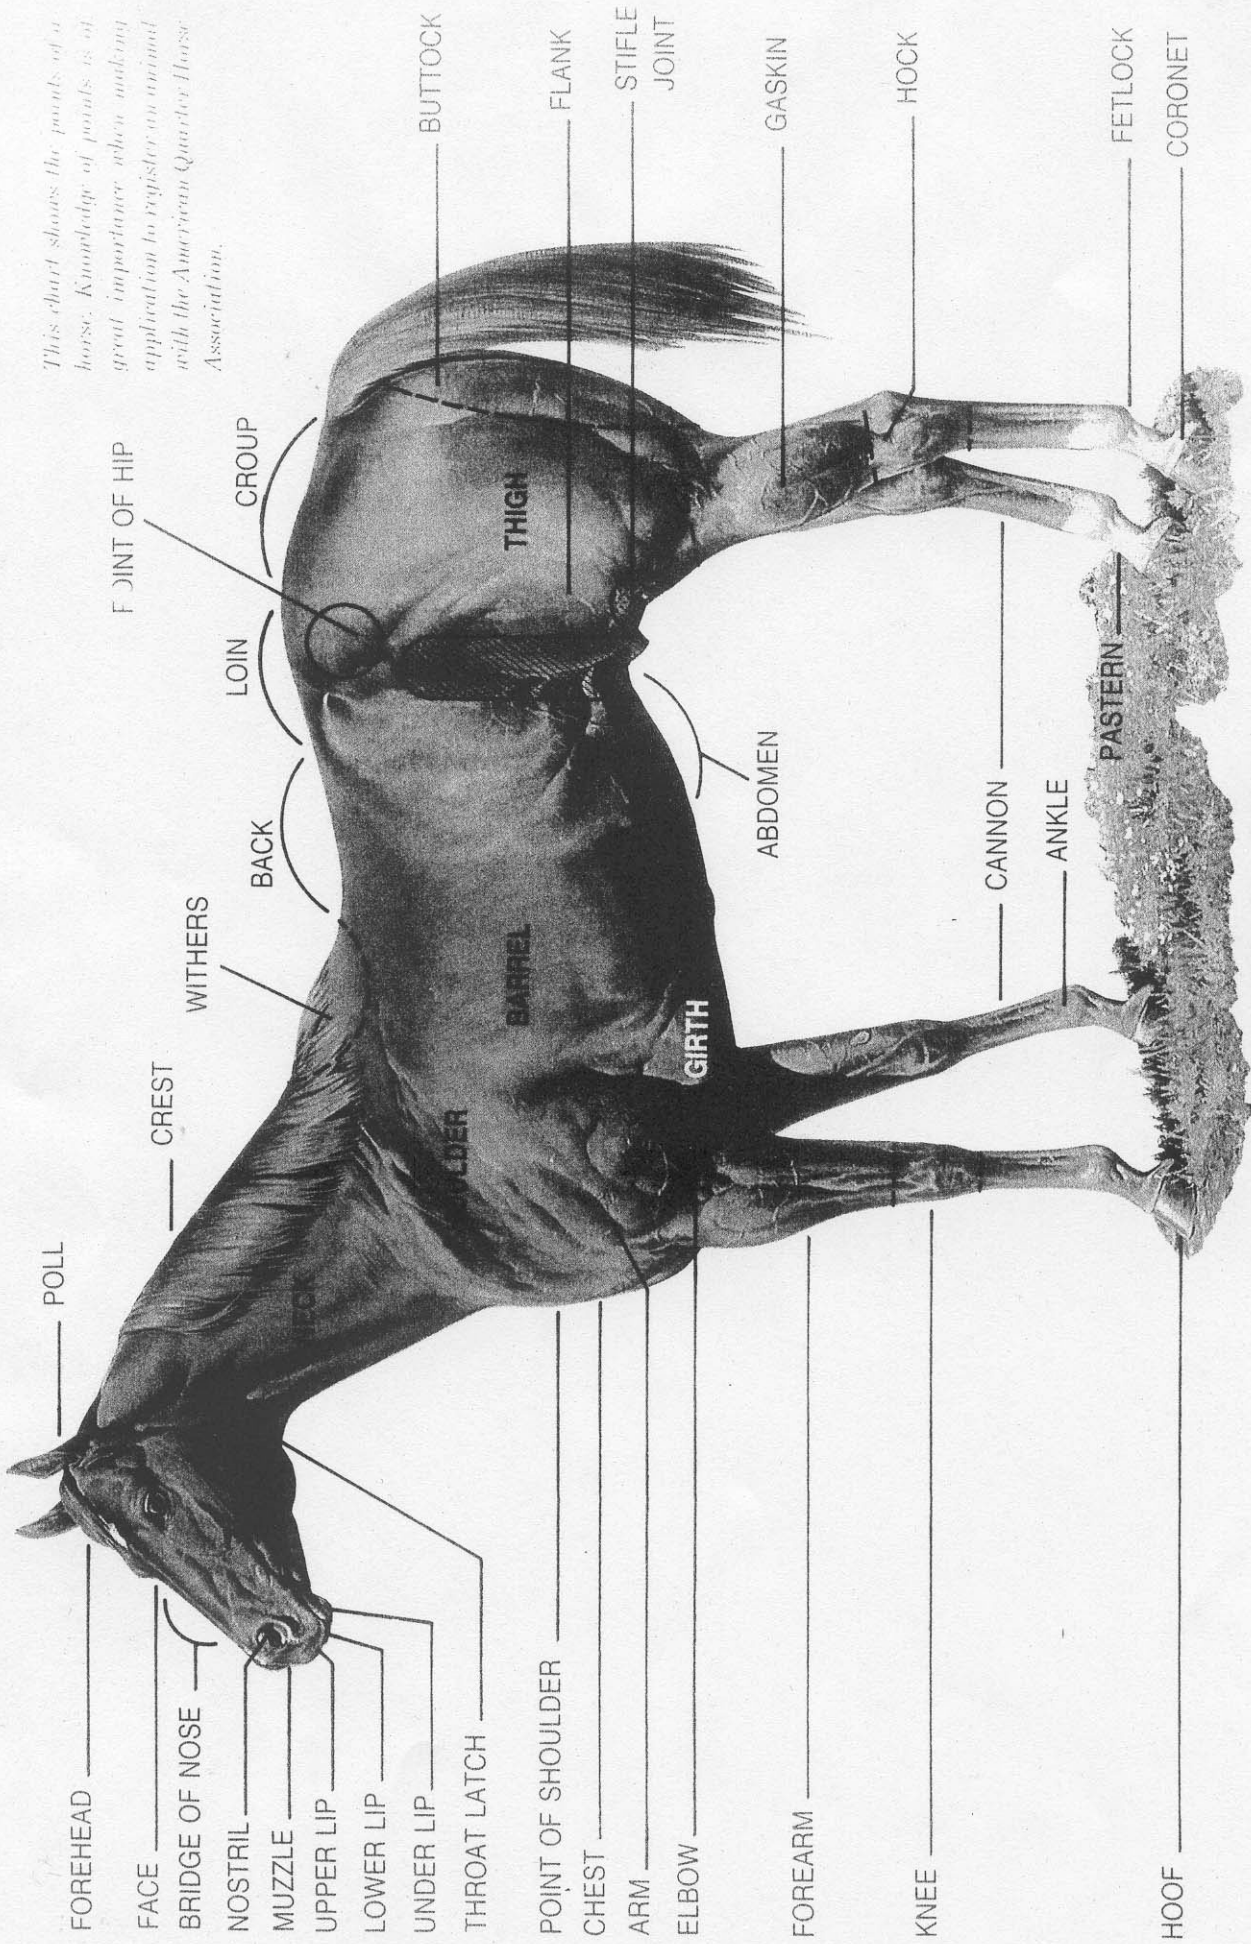 This chart shows the points of a
horse. Knowledge of points is of
great importance when making
application to register an animal
with the American Quarter Horse
Association.
POLL
CREST
WITHERS
BACK
LOIN
POINT OF HIP
CROUP
FOREHEAD
FACE
BRIDGE OF NOSE
NOSTRIL
MUZZLE
UPPER LIP
LOWER LIP
UNDER LIP
THROAT LATCH
POINT OF SHOULDER
CHEST
ARM
ELBOW
FOREARM
KNEE
HOOF
NECK
SHOULDER
BARREL
GIRTH
THIGH
ABDOMEN
CANNON
ANKLE
PASTERN
BUTTOCK
FLANK
STIFLE
JOINT
GASKIN
HOCK
FETLOCK
CORONET